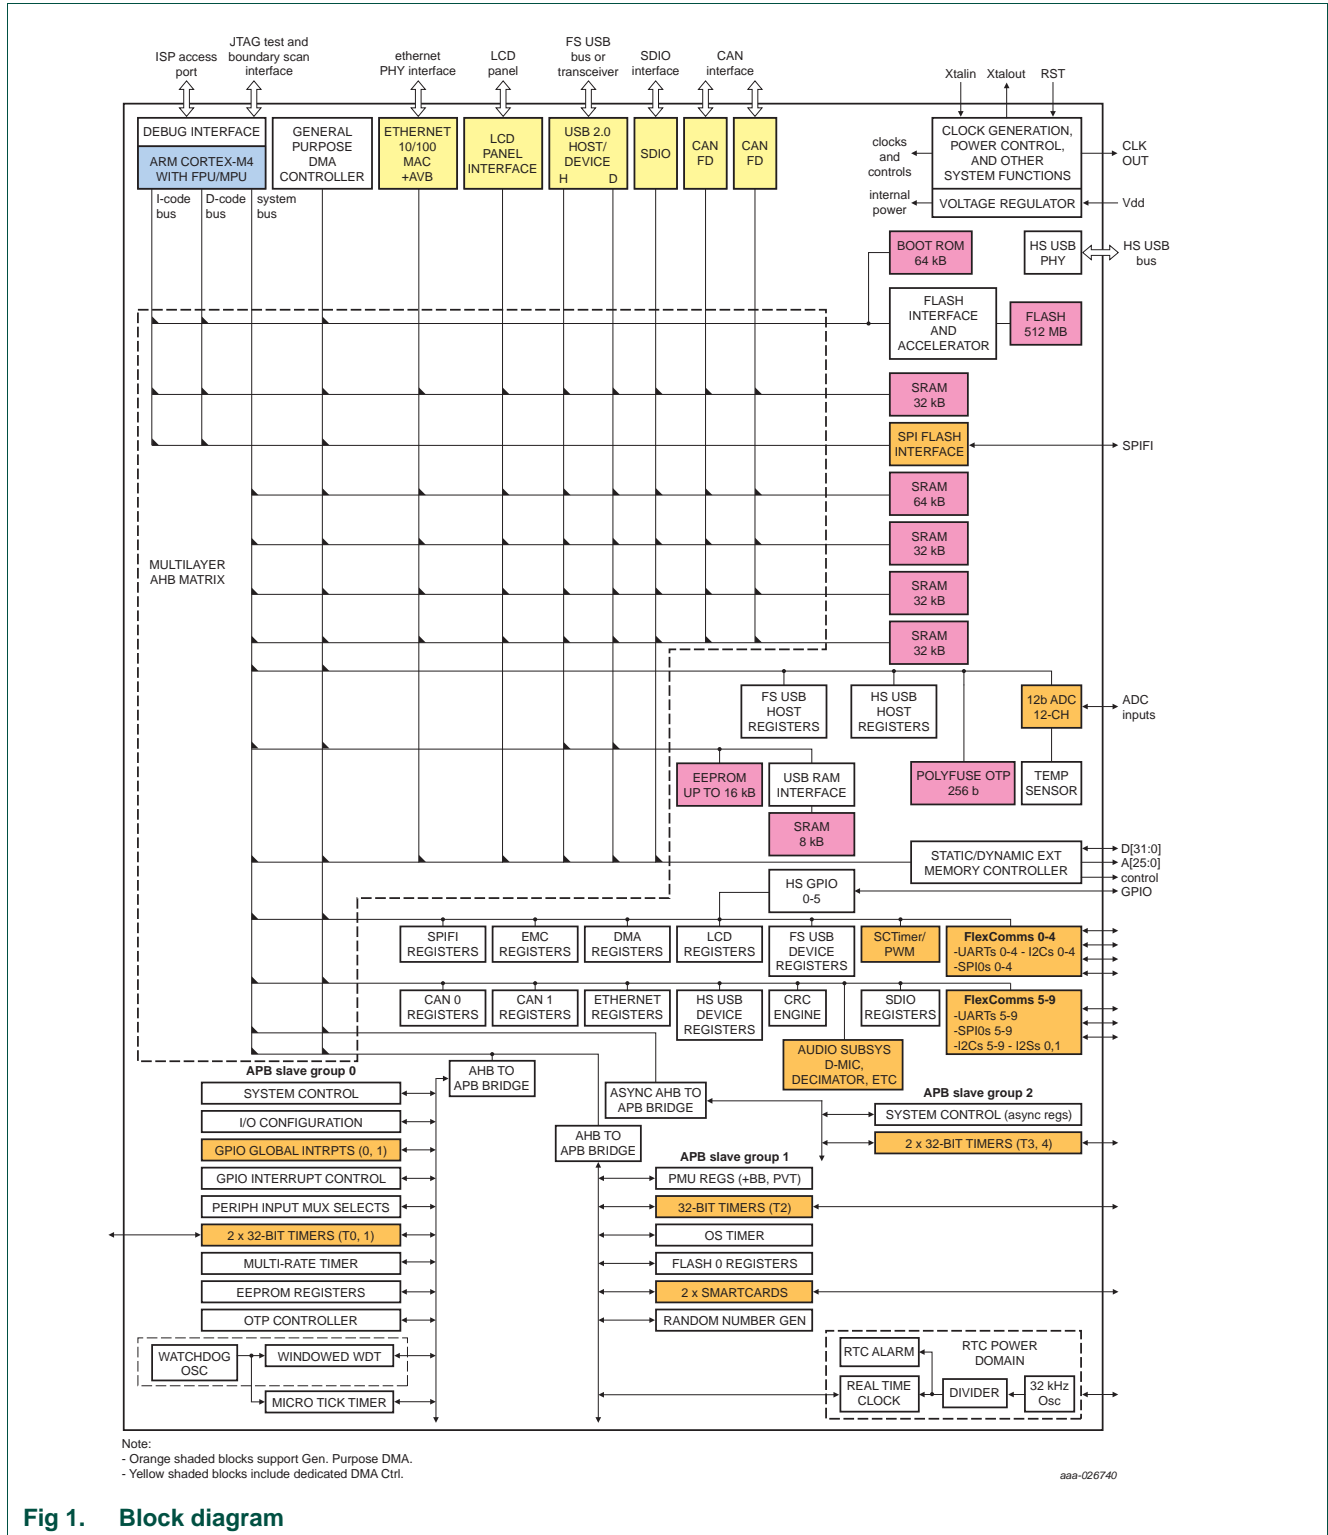 ISP access
port
JTAG test and
boundary scan
interface
ethernet
PHY interface
LCD
panel
FS USB
bus or
transceiver
SDIO
interface
CAN
interface
Xtalin
Xtalout
RST
DEBUG INTERFACE
ARM CORTEX-M4
WITH FPU/MPU
GENERAL
PURPOSE
DMA
CONTROLLER
ETHERNET
10/100
MAC
+AVB
LCD
PANEL
INTERFACE
USB 2.0
HOST/
DEVICE
H D
SDIO
CAN
FD
CAN
FD
clocks
and
controls
CLOCK GENERATION,
POWER CONTROL,
AND OTHER
SYSTEM FUNCTIONS
CLK
OUT
internal
power
VOLTAGE REGULATOR
Vdd
I-code
bus
D-code
bus
system
bus
BOOT ROM
64 kB
HS USB
PHY
HS USB
bus
FLASH
INTERFACE
AND
ACCELERATOR
FLASH
512 MB
SRAM
32 kB
SPI FLASH
INTERFACE
SPIFI
SRAM
64 kB
SRAM
32 kB
MULTILAYER
AHB MATRIX
SRAM
32 kB
SRAM
32 kB
FS USB
HOST
REGISTERS
HS USB
HOST
REGISTERS
12b ADC
12-CH
ADC
inputs
EEPROM
UP TO 16 kB
USB RAM
INTERFACE
POLYFUSE OTP
256 b
TEMP
SENSOR
SRAM
8 kB
STATIC/DYNAMIC EXT
MEMORY CONTROLLER
D[31:0]
A[25:0]
control
GPIO
HS GPIO
0-5
SPIFI
REGISTERS
EMC
REGISTERS
DMA
REGISTERS
LCD
REGISTERS
FS USB
DEVICE
REGISTERS
SCTimer/
PWM
FlexComms 0-4
-UARTs 0-4 - I2Cs 0-4
-SPI0s 0-4
CAN 0
REGISTERS
CAN 1
REGISTERS
ETHERNET
REGISTERS
HS USB
DEVICE
REGISTERS
CRC
ENGINE
SDIO
REGISTERS
FlexComms 5-9
-UARTs 5-9
-SPI0s 5-9
-I2Cs 5-9 - I2Ss 0,1
AUDIO SUBSYS
D-MIC,
DECIMATOR, ETC
APB slave group 0
AHB TO
APB BRIDGE
ASYNC AHB TO
APB BRIDGE
APB slave group 2
SYSTEM CONTROL
SYSTEM CONTROL (async regs)
I/O CONFIGURATION
AHB TO
APB BRIDGE
2 x 32-BIT TIMERS (T3, 4)
GPIO GLOBAL INTRPTS (0, 1)
APB slave group 1
GPIO INTERRUPT CONTROL
PMU REGS (+BB, PVT)
PERIPH INPUT MUX SELECTS
32-BIT TIMERS (T2)
2 x 32-BIT TIMERS (T0, 1)
OS TIMER
MULTI-RATE TIMER
FLASH 0 REGISTERS
EEPROM REGISTERS
2 x SMARTCARDS
OTP CONTROLLER
RANDOM NUMBER GEN
WATCHDOG
OSC
WINDOWED WDT
MICRO TICK TIMER
RTC ALARM
RTC POWER
DOMAIN
REAL TIME
CLOCK
DIVIDER
32 kHz
Osc
Note:
- Orange shaded blocks support Gen. Purpose DMA.
- Yellow shaded blocks include dedicated DMA Ctrl.
aaa-026740
Fig 1. Block diagram